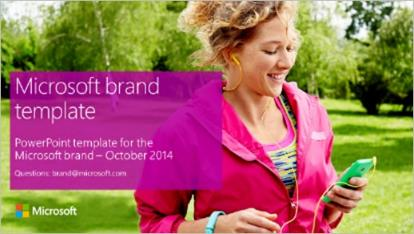 Microsoft brand
template
PowerPoint template for the
Microsoft brand – October 2014
Questions: brand@microsoft.com
Microsoft